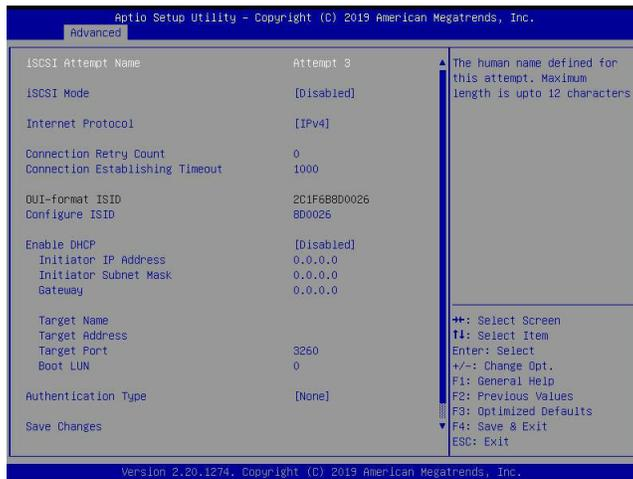 Aptio Setup Utility – Copyright (C) 2019 American Megatrends, Inc.
Advanced
iSCSI Attempt Name Attempt 3
iSCSI Mode [Disabled]
Internet Protocol [IPv4]
Connection Retry Count 0
Connection Establishing Timeout 1000
OUI-format ISID 2C1F6B8D0026
Configure ISID 8D0026
Enable DHCP [Disabled]
Initiator IP Address 0.0.0.0
Initiator Subnet Mask 0.0.0.0
Gateway 0.0.0.0
Target Name
Target Address
Target Port 3260
Boot LUN 0
Authentication Type [None]
Save Changes
The human name defined for
this attempt. Maximum
length is upto 12 characters
→←: Select Screen
↑↓: Select Item
Enter: Select
+/-: Change Opt.
F1: General Help
F2: Previous Values
F3: Optimized Defaults
F4: Save & Exit
ESC: Exit
Version 2.20.1274. Copyright (C) 2019 American Megatrends, Inc.